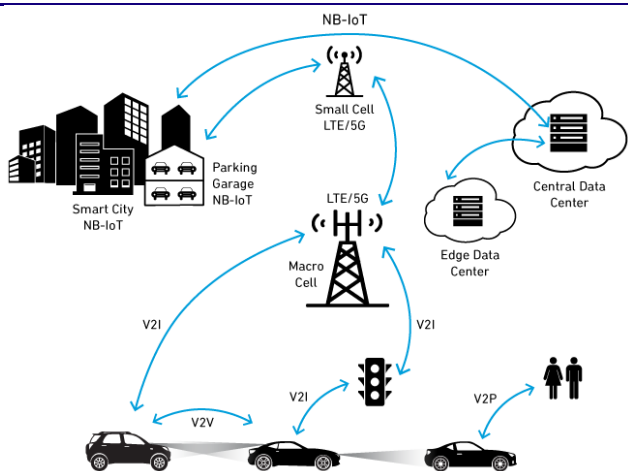 NB-IoT
Small Cell
LTE/5G
Parking
Garage
NB-IoT
Smart City
NB-IoT
Central Data
Center
LTE/5G
Edge Data
Center
Macro
Cell
V2I
V2I
V2I
V2P
V2V